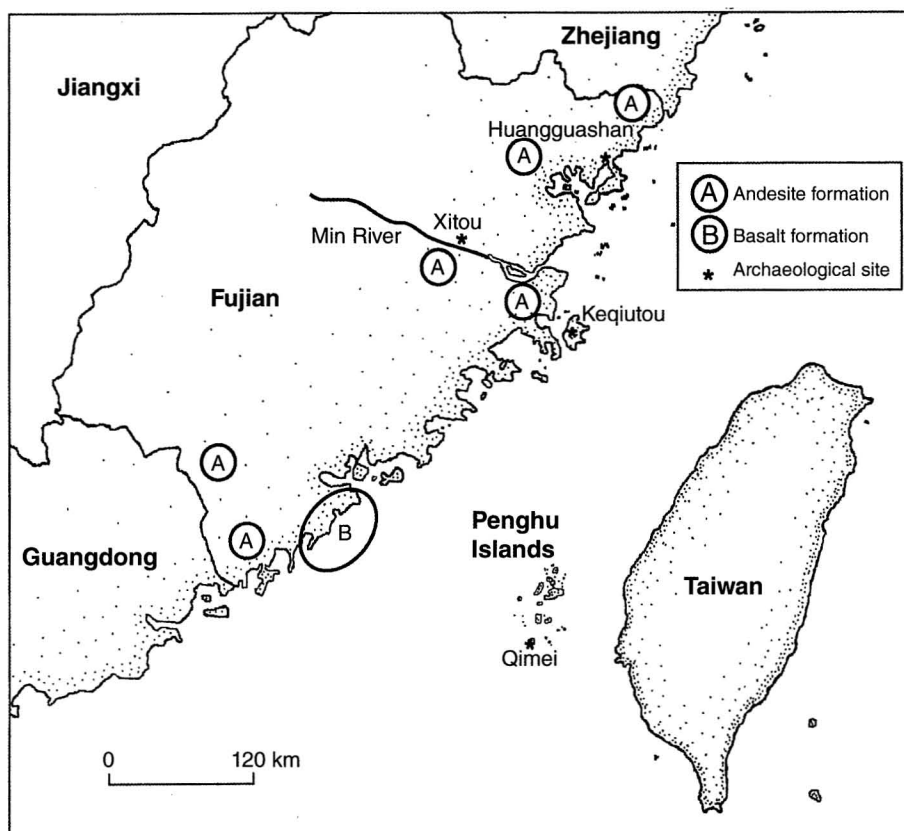 Zhejiang
Jiangxi
A
Huangguashan
A
A Andesite formation
B Basalt formation
* Archaeological site
Xitou
Min River
A
Fujian
A
Keqiutou
A
Penghu
Islands
B
Guangdong
A
Taiwan
Qimei
0 120 km